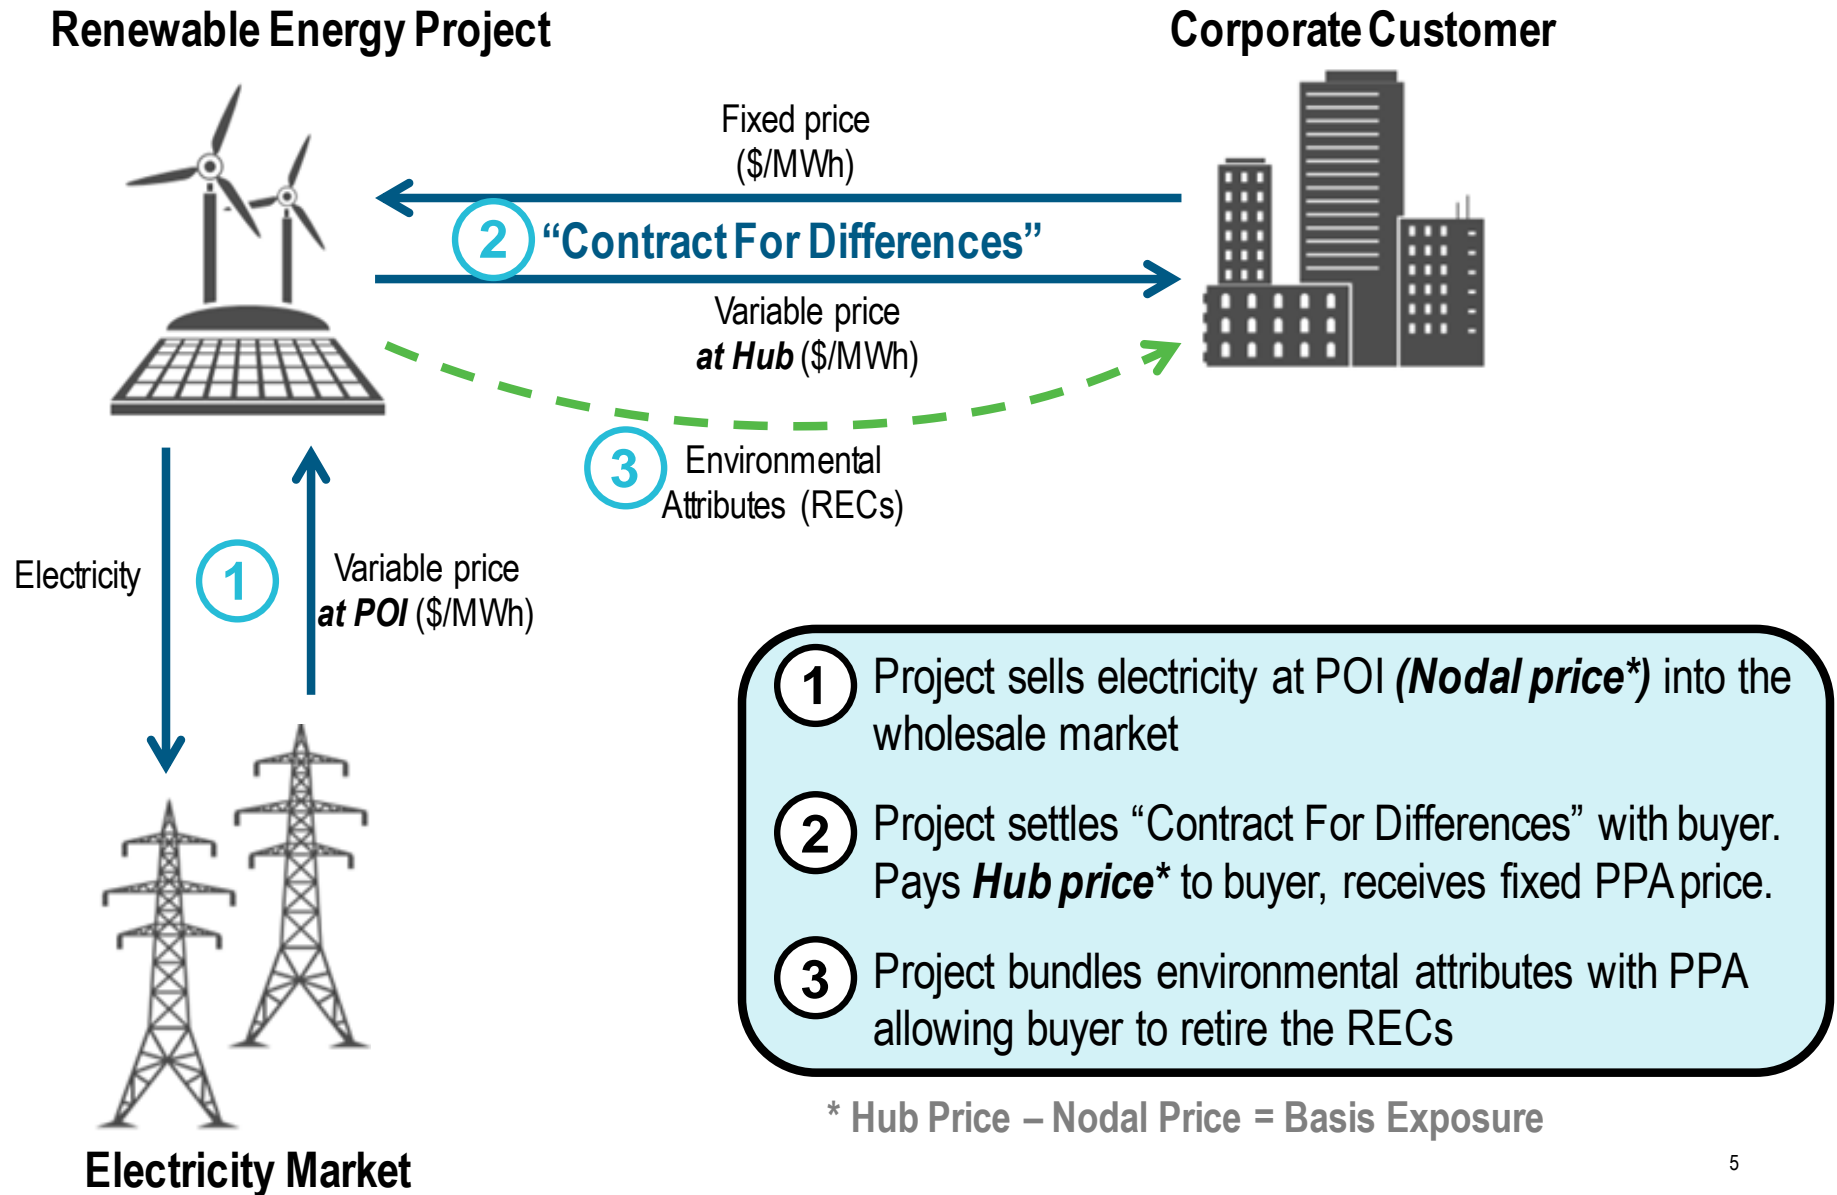 Renewable Energy Project
Corporate Customer
Fixed price
($/MWh)
2
“Contract For Differences”
Variable price
at Hub ($/MWh)
3
Environmental
Attributes (RECs)
Electricity
1
Variable price
at POI ($/MWh)
1
Project sells electricity at POI (Nodal price*) into the
wholesale market
2
Project settles “Contract For Differences” with buyer.
Pays Hub price* to buyer, receives fixed PPA price.
3
Project bundles environmental attributes with PPA
allowing buyer to retire the RECs
* Hub Price – Nodal Price = Basis Exposure
Electricity Market
5